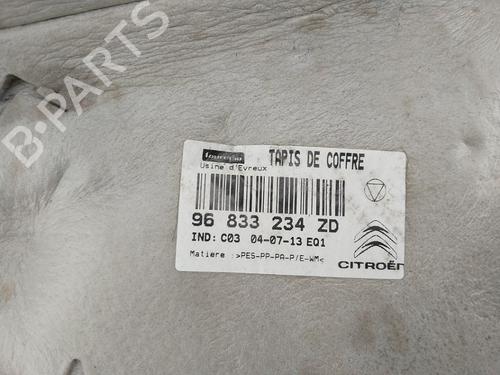 B-PARTS
TAPIS DE COFFRE
Usine d'Evreux
96 833 234 ZD
IND: C03 04-07-13 EQ1
Matiere : >PES-PP-PA-P/E-WM<
CITROËN